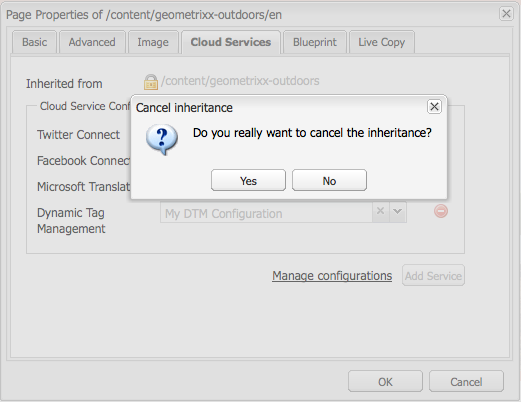 Page Properties of /content/geometrixx-outdoors/en
Basic
Advanced
Image
Cloud Services
Blueprint
Live Copy
Inherited from
/content/geometrixx-outdoors
Cloud Service Conf
Cancel inheritance
Do you really want to cancel the inheritance?
Yes
No
Twitter Connect
Facebook Connect
Microsoft Translat
Dynamic Tag
Management
My DTM Configuration
Manage configurations
Add Service
OK
Cancel